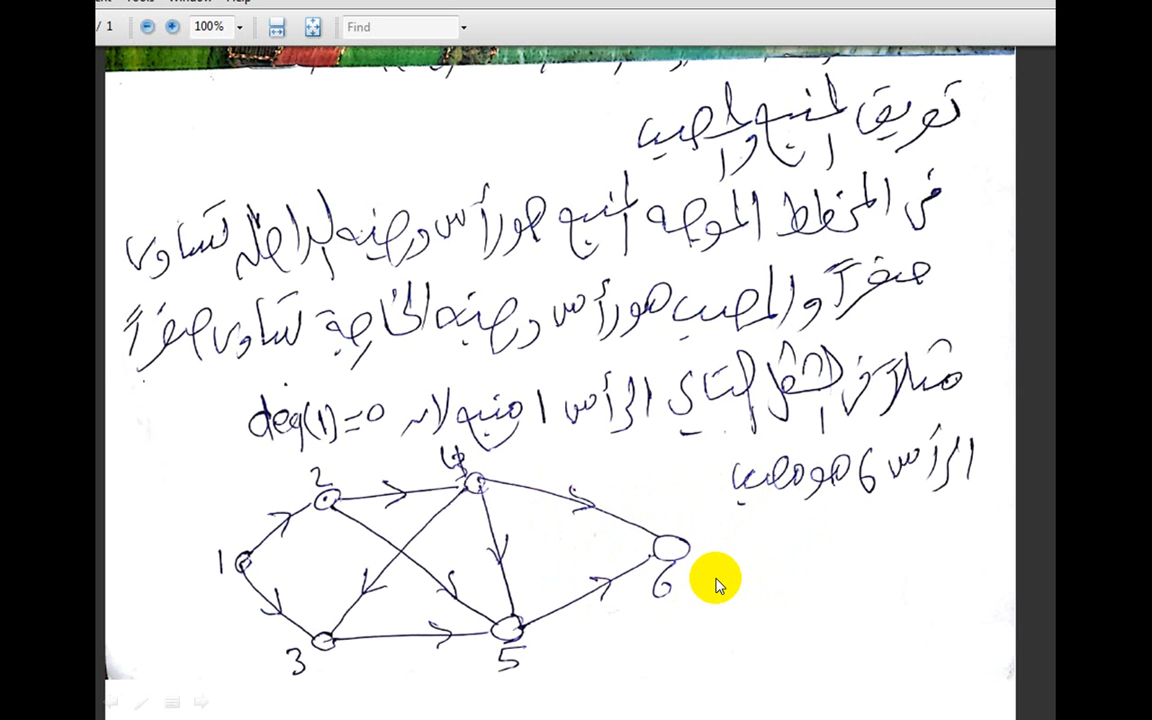 / 1 100% Find
تعريف المنبع والمصب
في المخطط الموجه المنبع هو رأس درجته الداخلة تساوي
صفراً والمصب هو رأس درجته الخارجة تساوي صفراً
مثلاً في الشكل التالي الرأس 1 منبع لأن deg(1)=0
الرأس 6 هو مصب
2 4
1 6
3 5